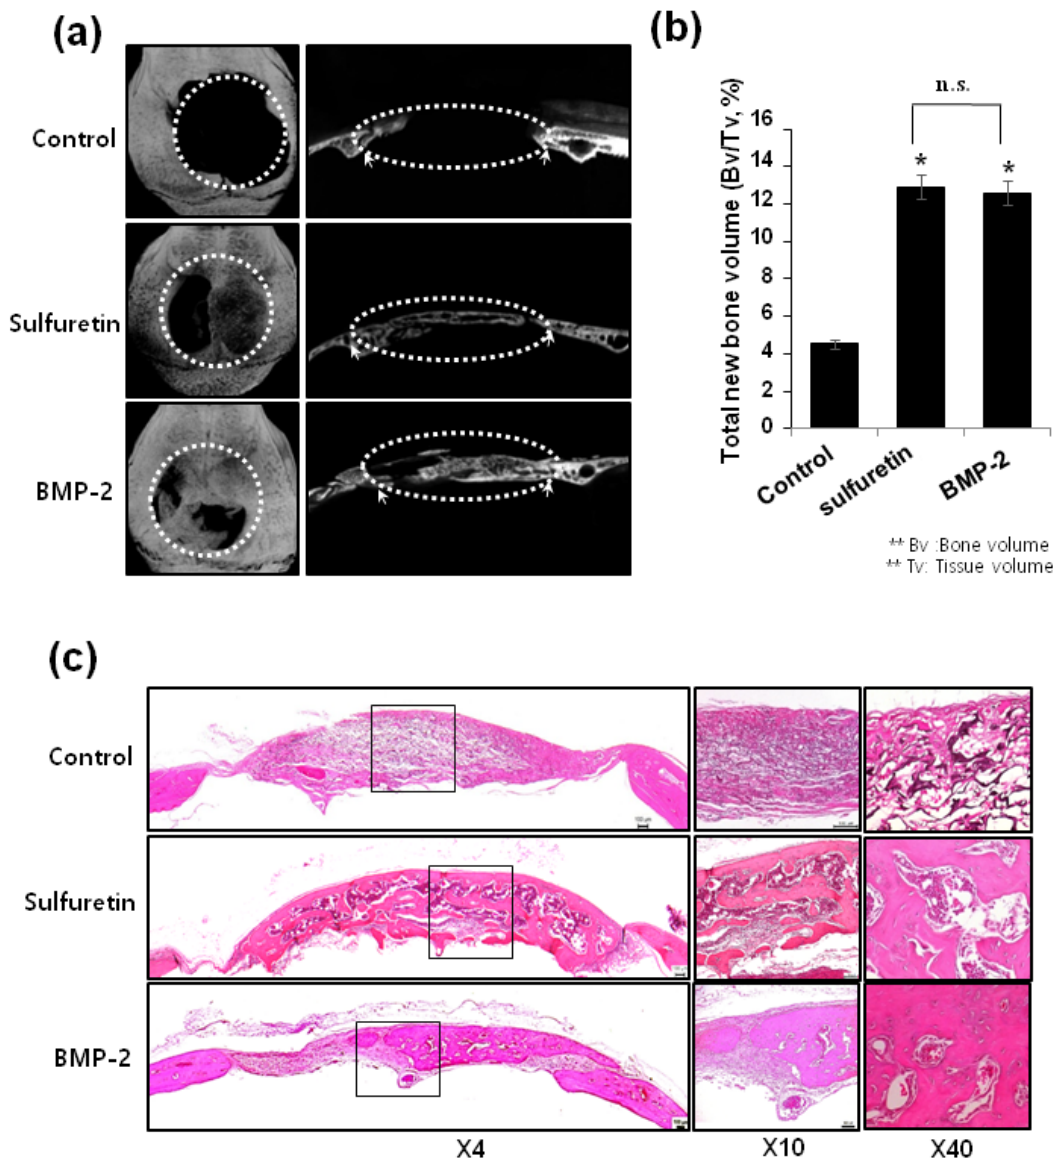 (a)
Control
Sulfuretin
BMP-2
(b)
n.s.
*
*
Total new bone volume (Bv/Tv, %)
16
14
12
10
8
6
4
2
0
Control
sulfuretin
BMP-2
** Bv :Bone volume
** Tv: Tissue volume
(c)
Control
Sulfuretin
BMP-2
X4
X10
X40